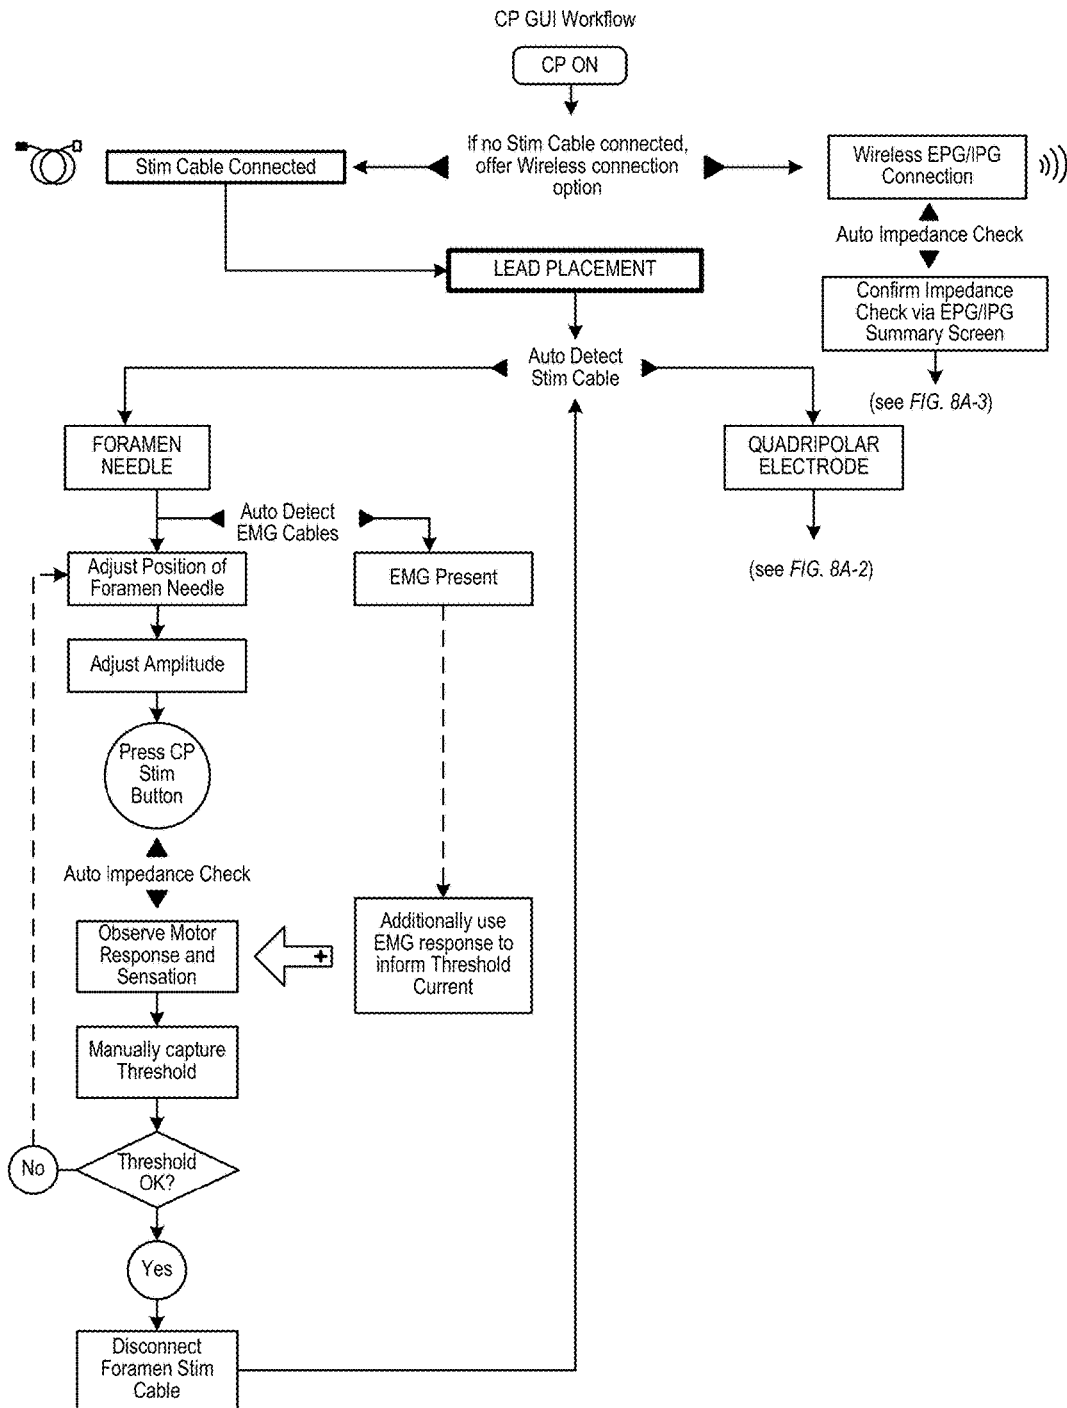 CP GUI Workflow
CP ON
If no Stim Cable connected,
offer Wireless connection
option
Stim Cable Connected
Wireless EPG/IPG
Connection
Auto Impedance Check
LEAD PLACEMENT
Confirm Impedance
Check via EPG/IPG
Summary Screen
Auto Detect
Stim Cable
(see FIG. 8A-3)
FORAMEN
NEEDLE
QUADRIPOLAR
ELECTRODE
Auto Detect
EMG Cables
Adjust Position of
Foramen Needle
EMG Present
(see FIG. 8A-2)
Adjust Amplitude
Press CP
Stim
Button
Auto Impedance Check
Observe Motor
Response and
Sensation
+
Additionally use
EMG response to
inform Threshold
Current
Manually capture
Threshold
No
Threshold
OK?
Yes
Disconnect
Foramen Stim
Cable